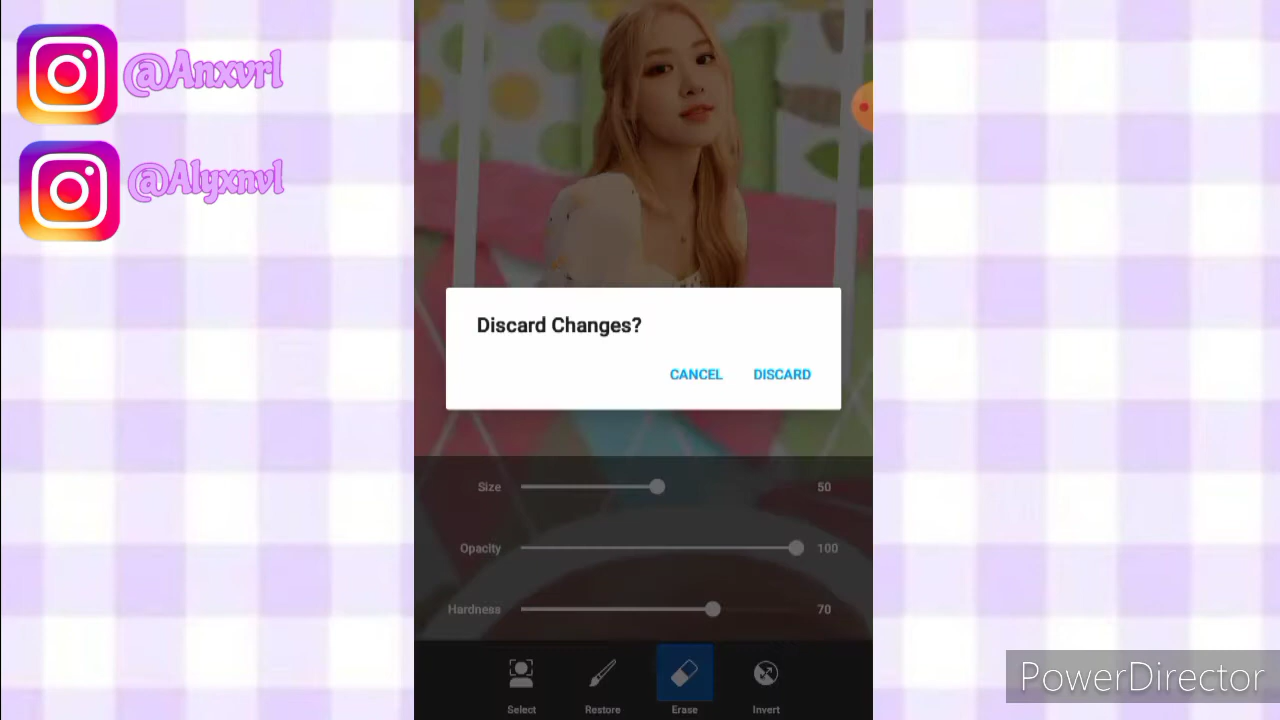 @Anxvrl
@Alyxnvl
Discard Changes?
CANCEL DISCARD
Size 50
Opacity 100
Hardness 70
Select Restore Erase Invert
PowerDirector